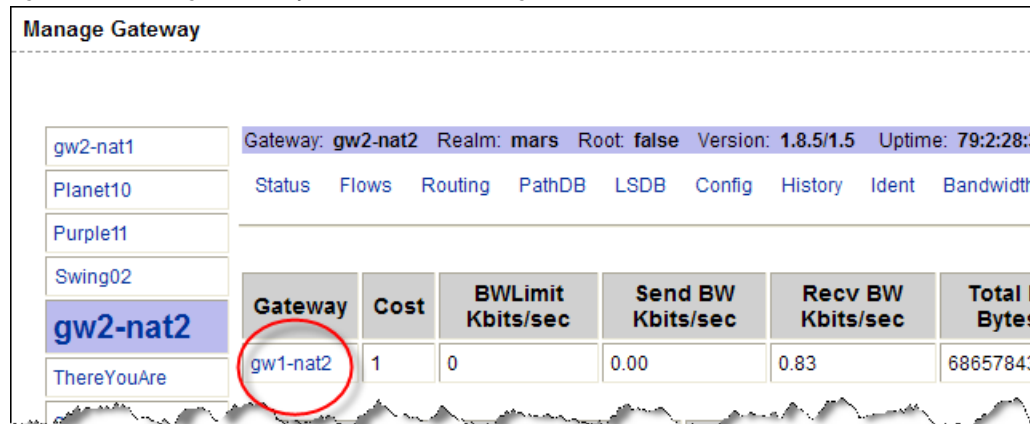 Manage Gateway
gw2-nat1
Planet10
Purple11
Swing02
gw2-nat2
ThereYouAre
Gateway: gw2-nat2 Realm: mars Root: false Version: 1.8.5/1.5 Uptime: 79:2:28:
Status Flows Routing PathDB LSDB Config History Ident Bandwidth
Gateway Cost BWLimit Kbits/sec Send BW Kbits/sec Recv BW Kbits/sec Total Bytes
gw1-nat2 1 0 0.00 0.83 68657843